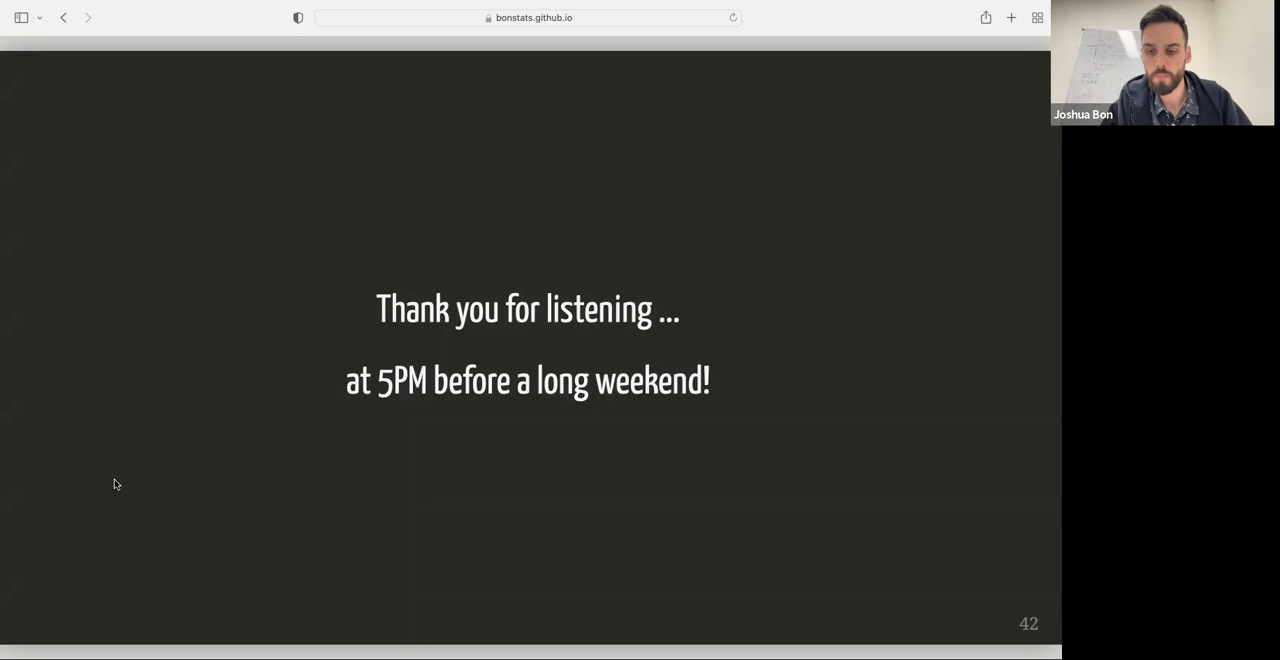 bonstats.github.io
Joshua Bon
Thank you for listening ...
at 5PM before a long weekend!
42